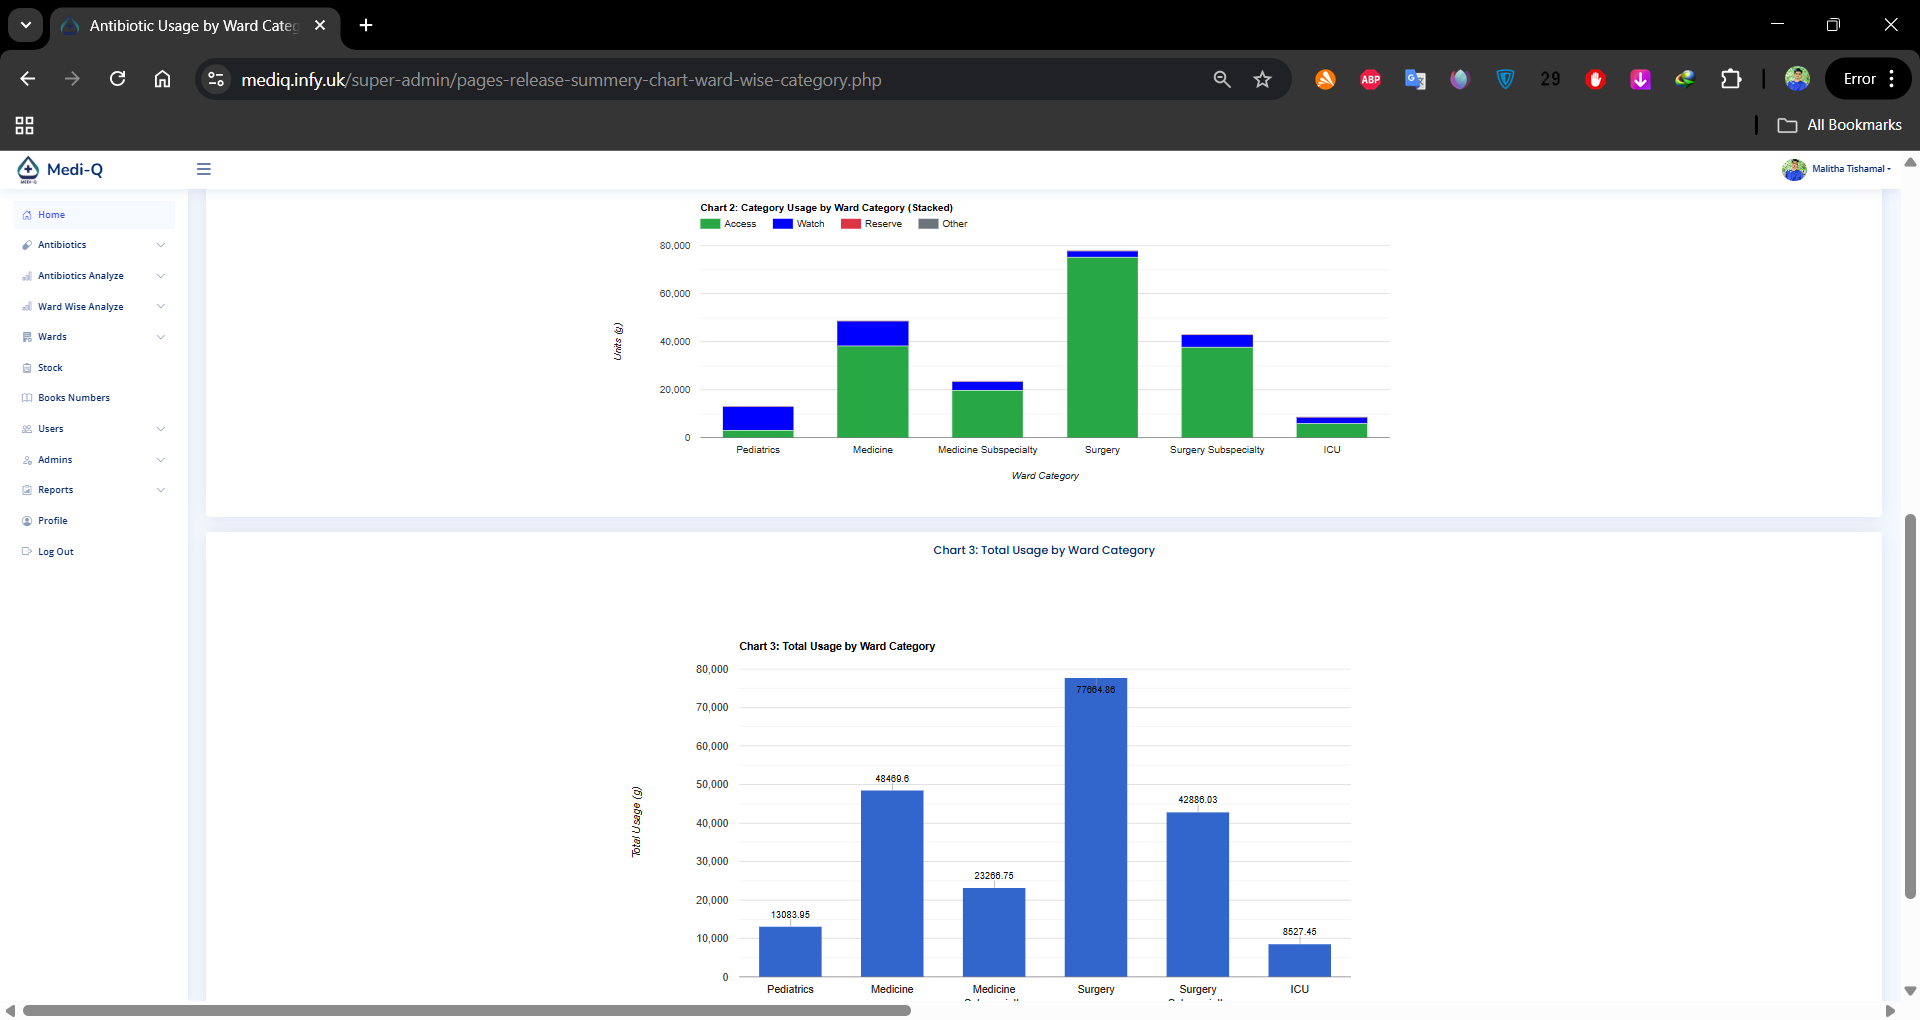 Antibiotic Usage by Ward Categ
mediq.infy.uk/super-admin/pages-release-summery-chart-ward-wise-category.php
ABP
29
Error
All Bookmarks
Medi-Q
Malitha Tishamal
Home
Antibiotics
Antibiotics Analyze
Ward Wise Analyze
Wards
Stock
Books Numbers
Users
Admins
Reports
Profile
Log Out
Chart 2: Category Usage by Ward Category (Stacked)
Access Watch Reserve Other
80,000
60,000
40,000
20,000
0
Units (g)
Pediatrics Medicine Medicine Subspecialty Surgery Surgery Subspecialty ICU
Ward Category
Chart 3: Total Usage by Ward Category
Chart 3: Total Usage by Ward Category
80,000
70,000
60,000
50,000
40,000
30,000
20,000
10,000
0
Total Usage (g)
13083.95
48469.6
23266.75
77664.86
42886.03
8527.45
Pediatrics Medicine Medicine Surgery Surgery ICU